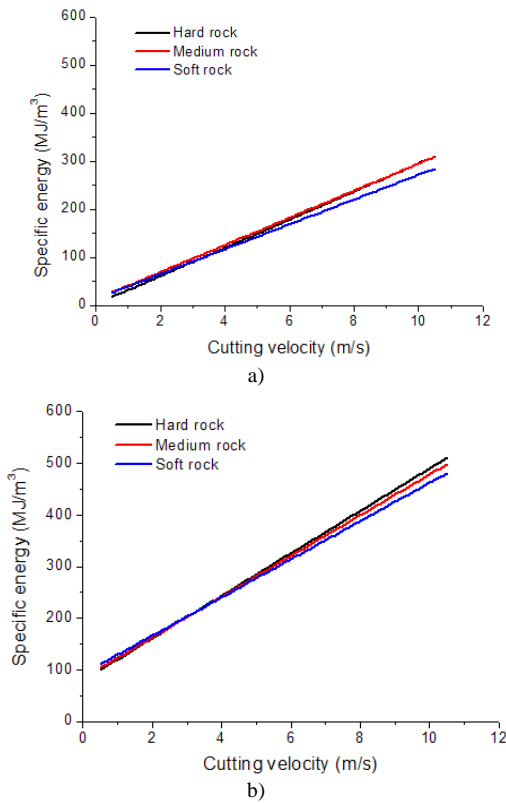 600
Hard rock
Medium rock
500
Soft rock
400
300
200
100
0
0 2 4 6 8 10 12
Specific energy (MJ/m³)
Cutting velocity (m/s)
a)
600
Hard rock
Medium rock
500
Soft rock
400
300
200
100
0
0 2 4 6 8 10 12
Specific energy (MJ/m³)
Cutting velocity (m/s)
b)